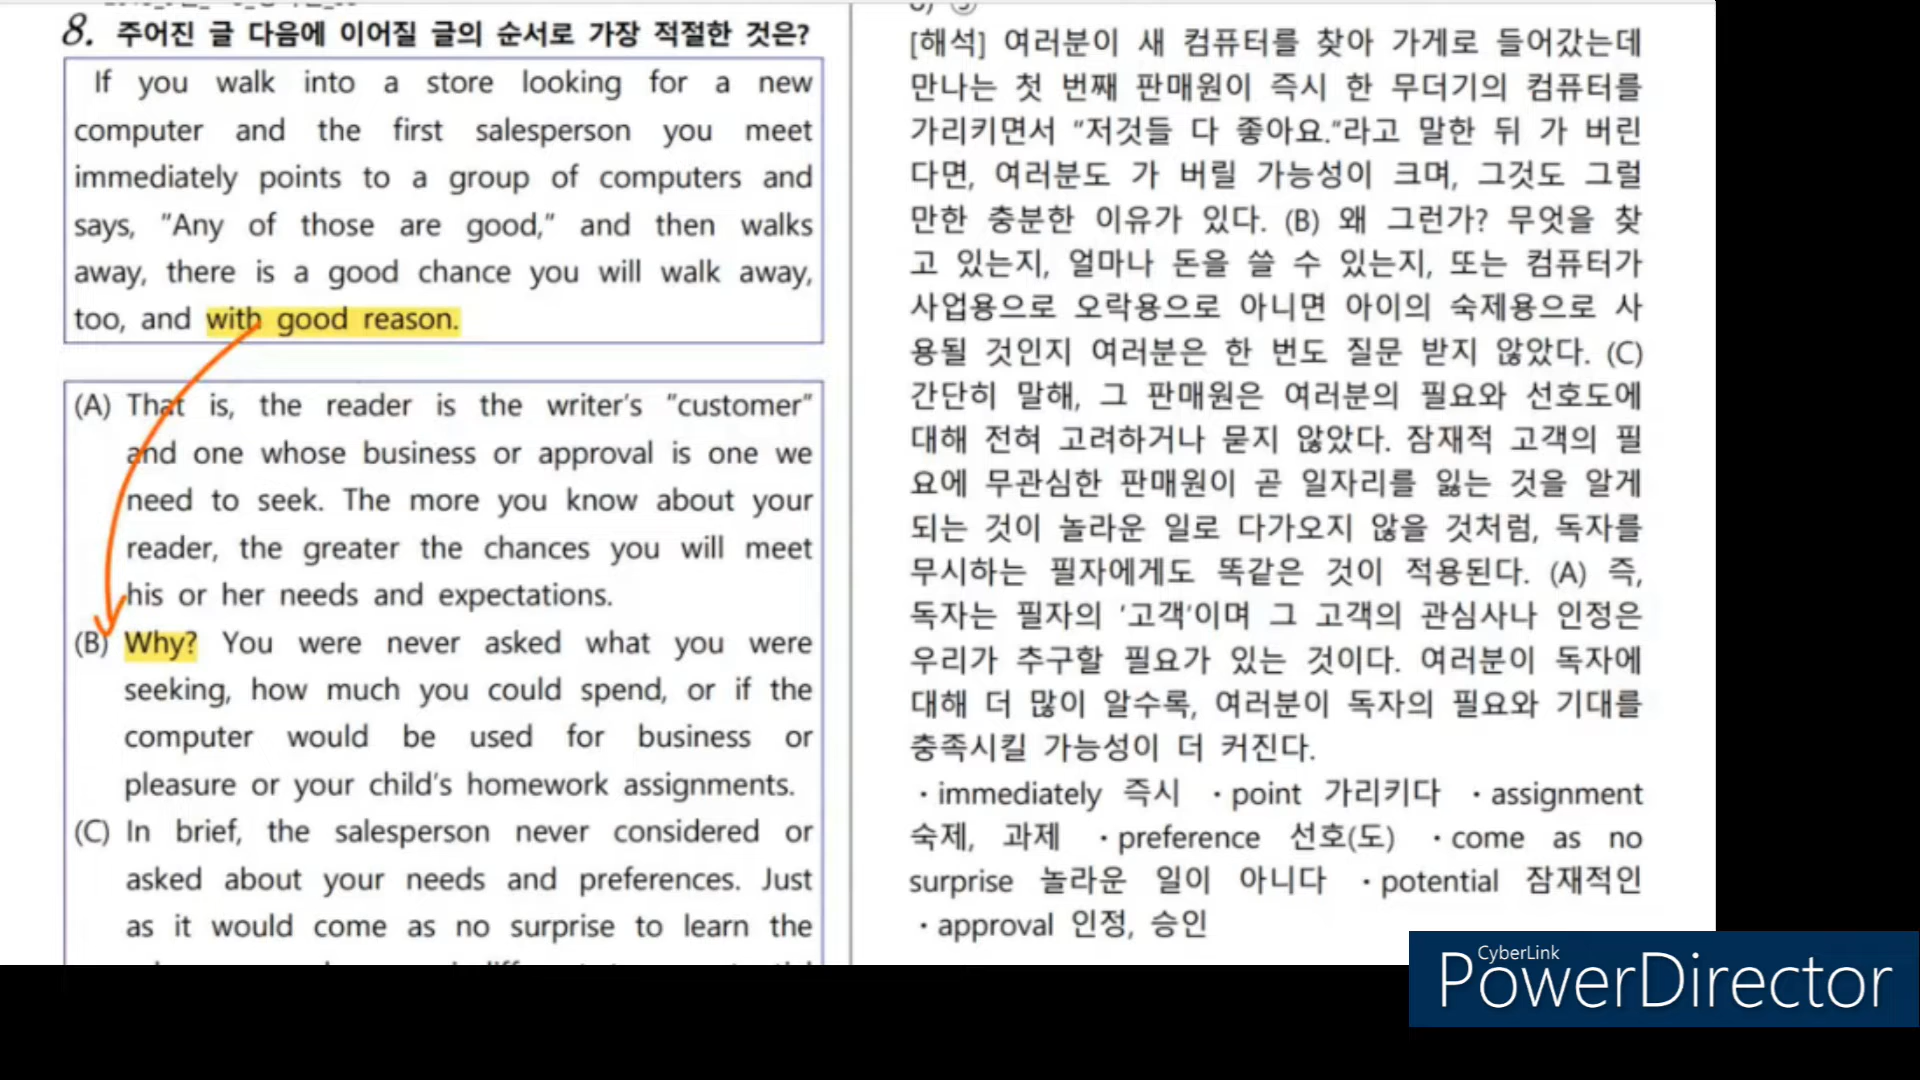 8. 주어진 글 다음에 이어질 글의 순서로 가장 적절한 것은?
If you walk into a store looking for a new
computer and the first salesperson you meet
immediately points to a group of computers and
says, “Any of those are good,” and then walks
away, there is a good chance you will walk away,
too, and with good reason.
(A) That is, the reader is the writer’s “customer”
and one whose business or approval is one we
need to seek. The more you know about your
reader, the greater the chances you will meet
his or her needs and expectations.
(B) Why? You were never asked what you were
seeking, how much you could spend, or if the
computer would be used for business or
pleasure or your child’s homework assignments.
(C) In brief, the salesperson never considered or
asked about your needs and preferences. Just
as it would come as no surprise to learn the
[해석] 여러분이 새 컴퓨터를 찾아 가게로 들어갔는데
만나는 첫 번째 판매원이 즉시 한 무더기의 컴퓨터를
가리키면서 “저것들 다 좋아요.”라고 말한 뒤 가 버린
다면, 여러분도 가 버릴 가능성이 크며, 그것도 그럴
만한 충분한 이유가 있다. (B) 왜 그런가? 무엇을 찾
고 있는지, 얼마나 돈을 쓸 수 있는지, 또는 컴퓨터가
사업용으로 오락용으로 아니면 아이의 숙제용으로 사
용될 것인지 여러분은 한 번도 질문 받지 않았다. (C)
간단히 말해, 그 판매원은 여러분의 필요와 선호도에
대해 전혀 고려하거나 묻지 않았다. 잠재적 고객의 필
요에 무관심한 판매원이 곧 일자리를 잃는 것을 알게
되는 것이 놀라운 일로 다가오지 않을 것처럼, 독자를
무시하는 필자에게도 똑같은 것이 적용된다. (A) 즉,
독자는 필자의 ‘고객’이며 그 고객의 관심사나 인정은
우리가 추구할 필요가 있는 것이다. 여러분이 독자에
대해 더 많이 알수록, 여러분이 독자의 필요와 기대를
충족시킬 가능성이 더 커진다.
・immediately 즉시 ・point 가리키다 ・assignment
숙제, 과제 ・preference 선호(도) ・come as no
surprise 놀라운 일이 아니다 ・potential 잠재적인
・approval 인정, 승인
CyberLink
PowerDirector